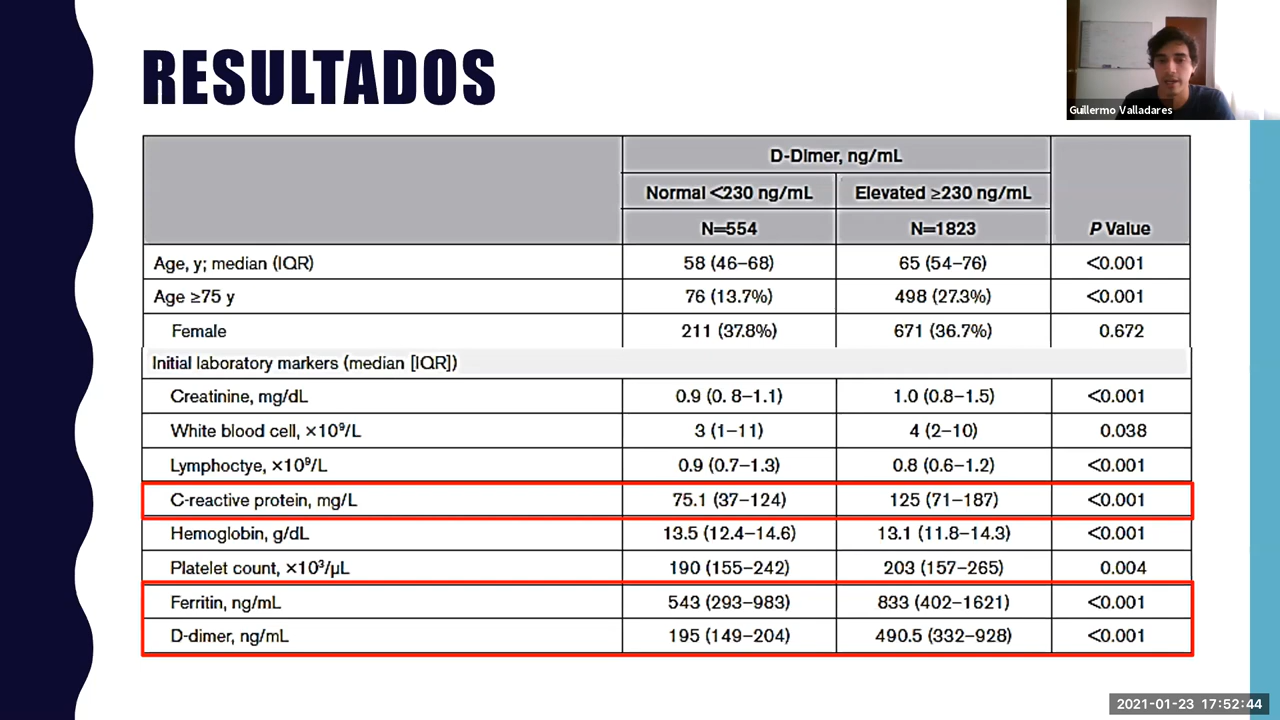 RESULTADOS
Guillermo Valladares
D-Dimer, ng/mL
Normal <230 ng/mL Elevated ≥230 ng/mL
N=554 N=1823 P Value
Age, y; median (IQR) 58 (46–68) 65 (54–76) <0.001
Age ≥75 y 76 (13.7%) 498 (27.3%) <0.001
Female 211 (37.8%) 671 (36.7%) 0.672
Initial laboratory markers (median [IQR])
Creatinine, mg/dL 0.9 (0. 8–1.1) 1.0 (0.8–1.5) <0.001
White blood cell, ×10⁹/L 3 (1–11) 4 (2–10) 0.038
Lymphoctye, ×10⁹/L 0.9 (0.7–1.3) 0.8 (0.6–1.2) <0.001
C-reactive protein, mg/L 75.1 (37–124) 125 (71–187) <0.001
Hemoglobin, g/dL 13.5 (12.4–14.6) 13.1 (11.8–14.3) <0.001
Platelet count, ×10³/μL 190 (155–242) 203 (157–265) 0.004
Ferritin, ng/mL 543 (293–983) 833 (402–1621) <0.001
D-dimer, ng/mL 195 (149–204) 490.5 (332–928) <0.001
2021-01-23 17:52:44